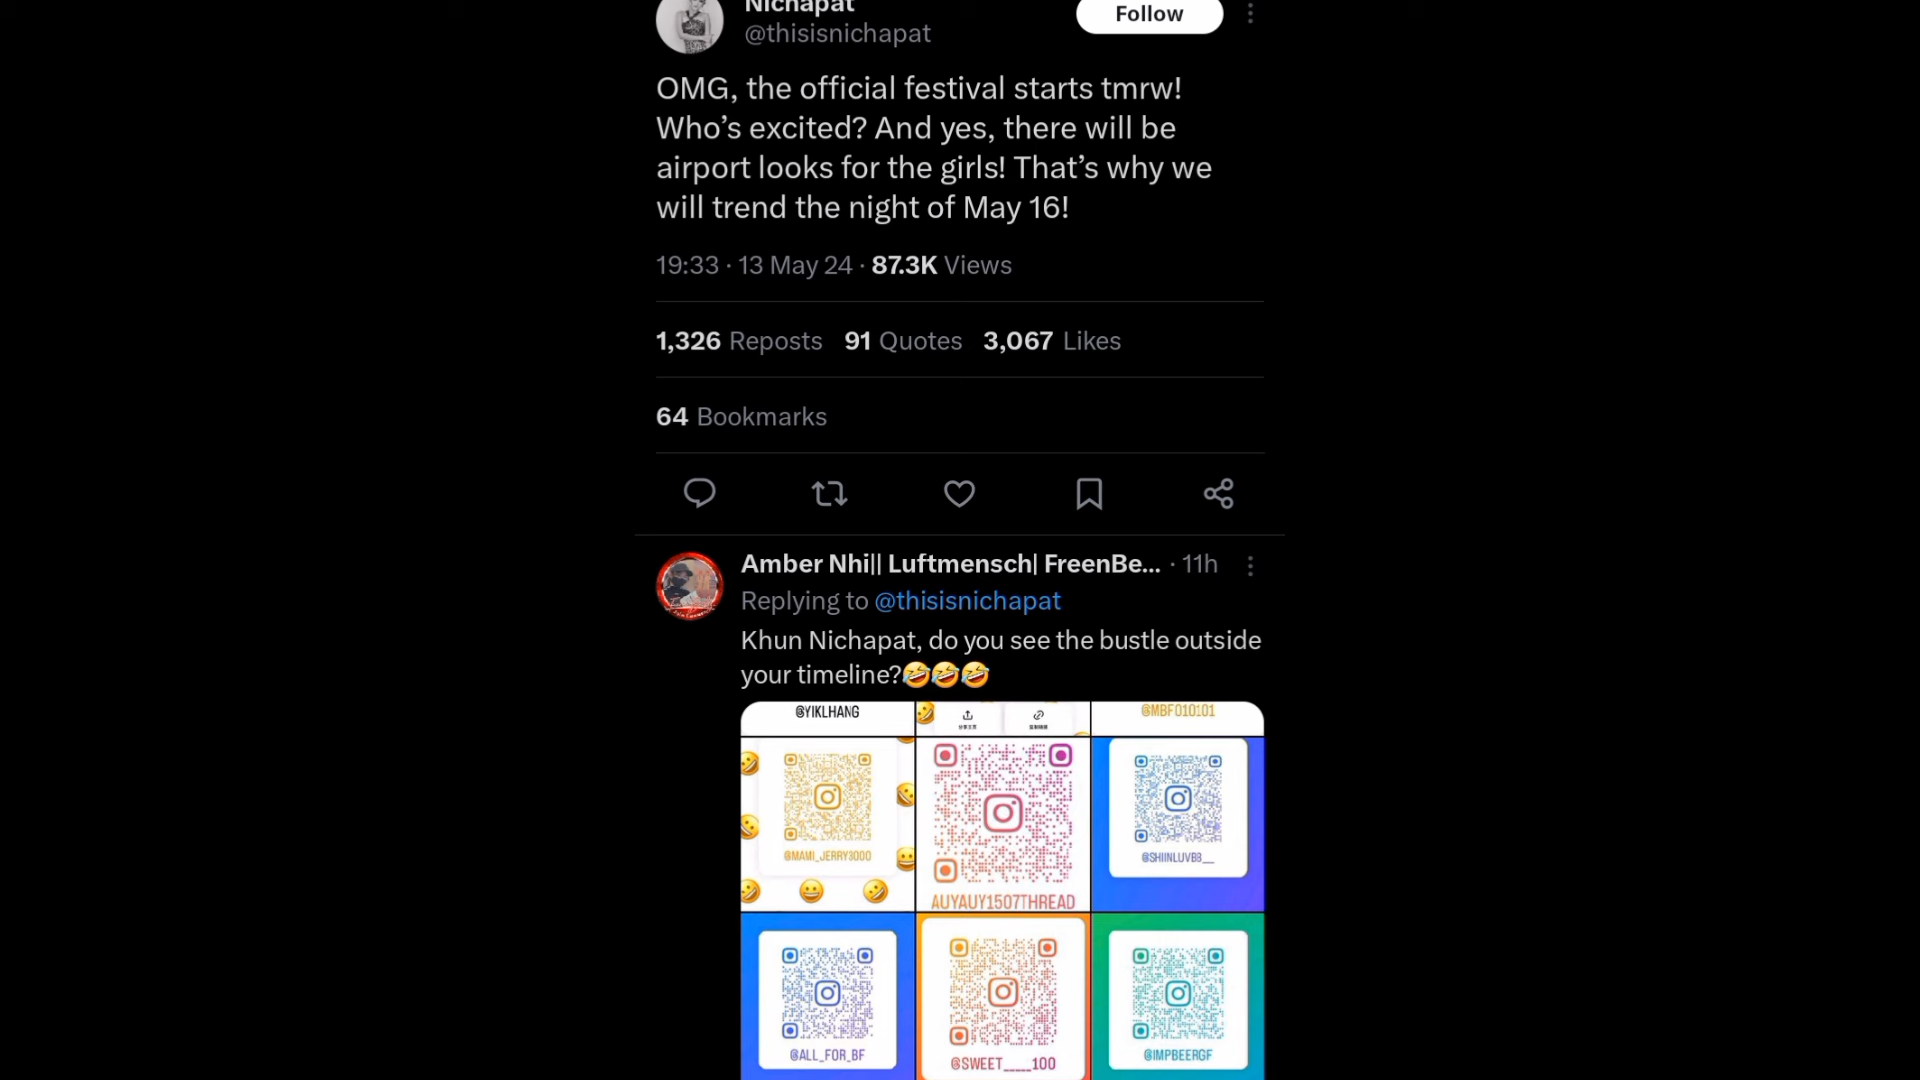 Nichapat
@thisisnichapat
Follow
OMG, the official festival starts tmrw!
Who’s excited? And yes, there will be
airport looks for the girls! That’s why we
will trend the night of May 16!
19:33 · 13 May 24 · 87.3K Views
1,326 Reposts 91 Quotes 3,067 Likes
64 Bookmarks
Amber Nhi|| Luftmensch| FreenBe... · 11h
Replying to @thisisnichapat
Khun Nichapat, do you see the bustle outside
your timeline?🤣🤣🤣
@YIKLHANG
@MBF010101
@MAMI_JERRY3000
AUYAUY1507THREAD
@SHIINLUVBB__
@ALL_FOR_BF
@SWEET____100
@IMPBEERGF